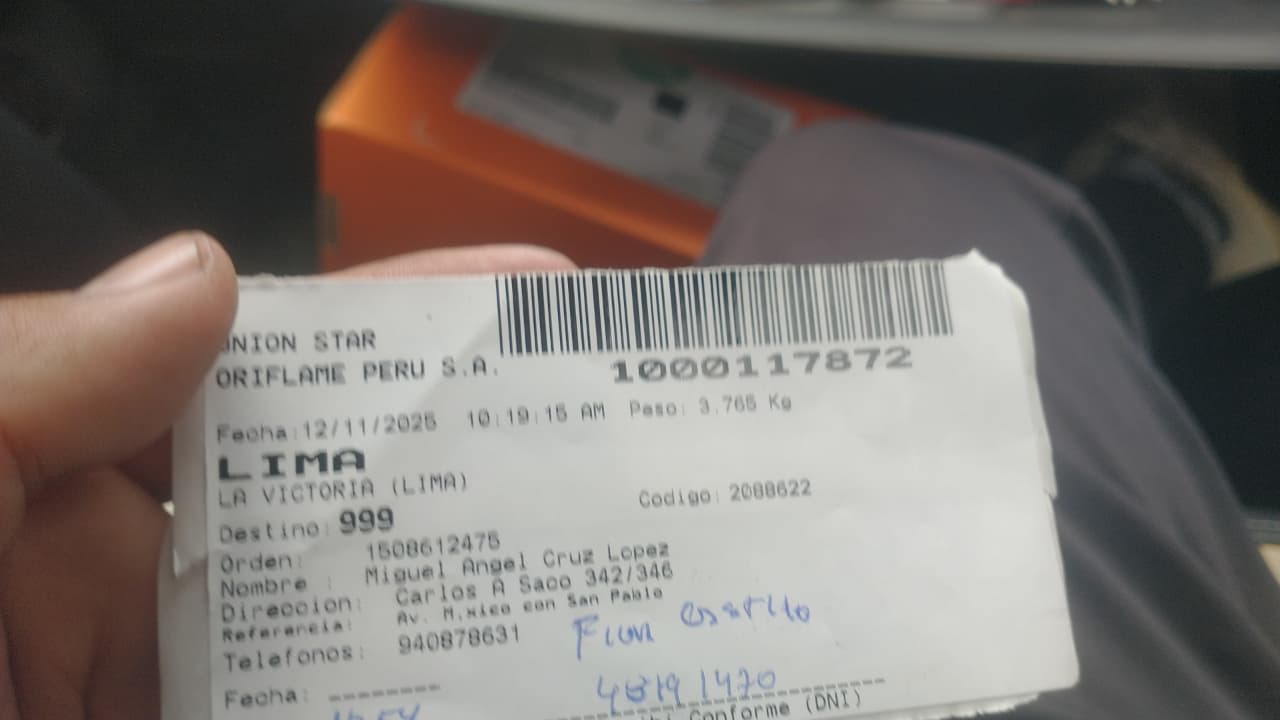 UNION STAR
ORIFLAME PERU S.A.
1000117872
Fecha:12/11/2025 10:19:15 AM Peso: 3.765 Kg
LIMA
LA VICTORIA (LIMA)
Codigo: 2088622
Destino: 999
Orden: 1508612475
Nombre : Miguel Angel Cruz Lopez
Direccion: Carlos A Saco 342/346
Referencia: Av. M.xico con San Pablo
Telefonos: 940878631
Fecha: --------
Conforme (DNI)